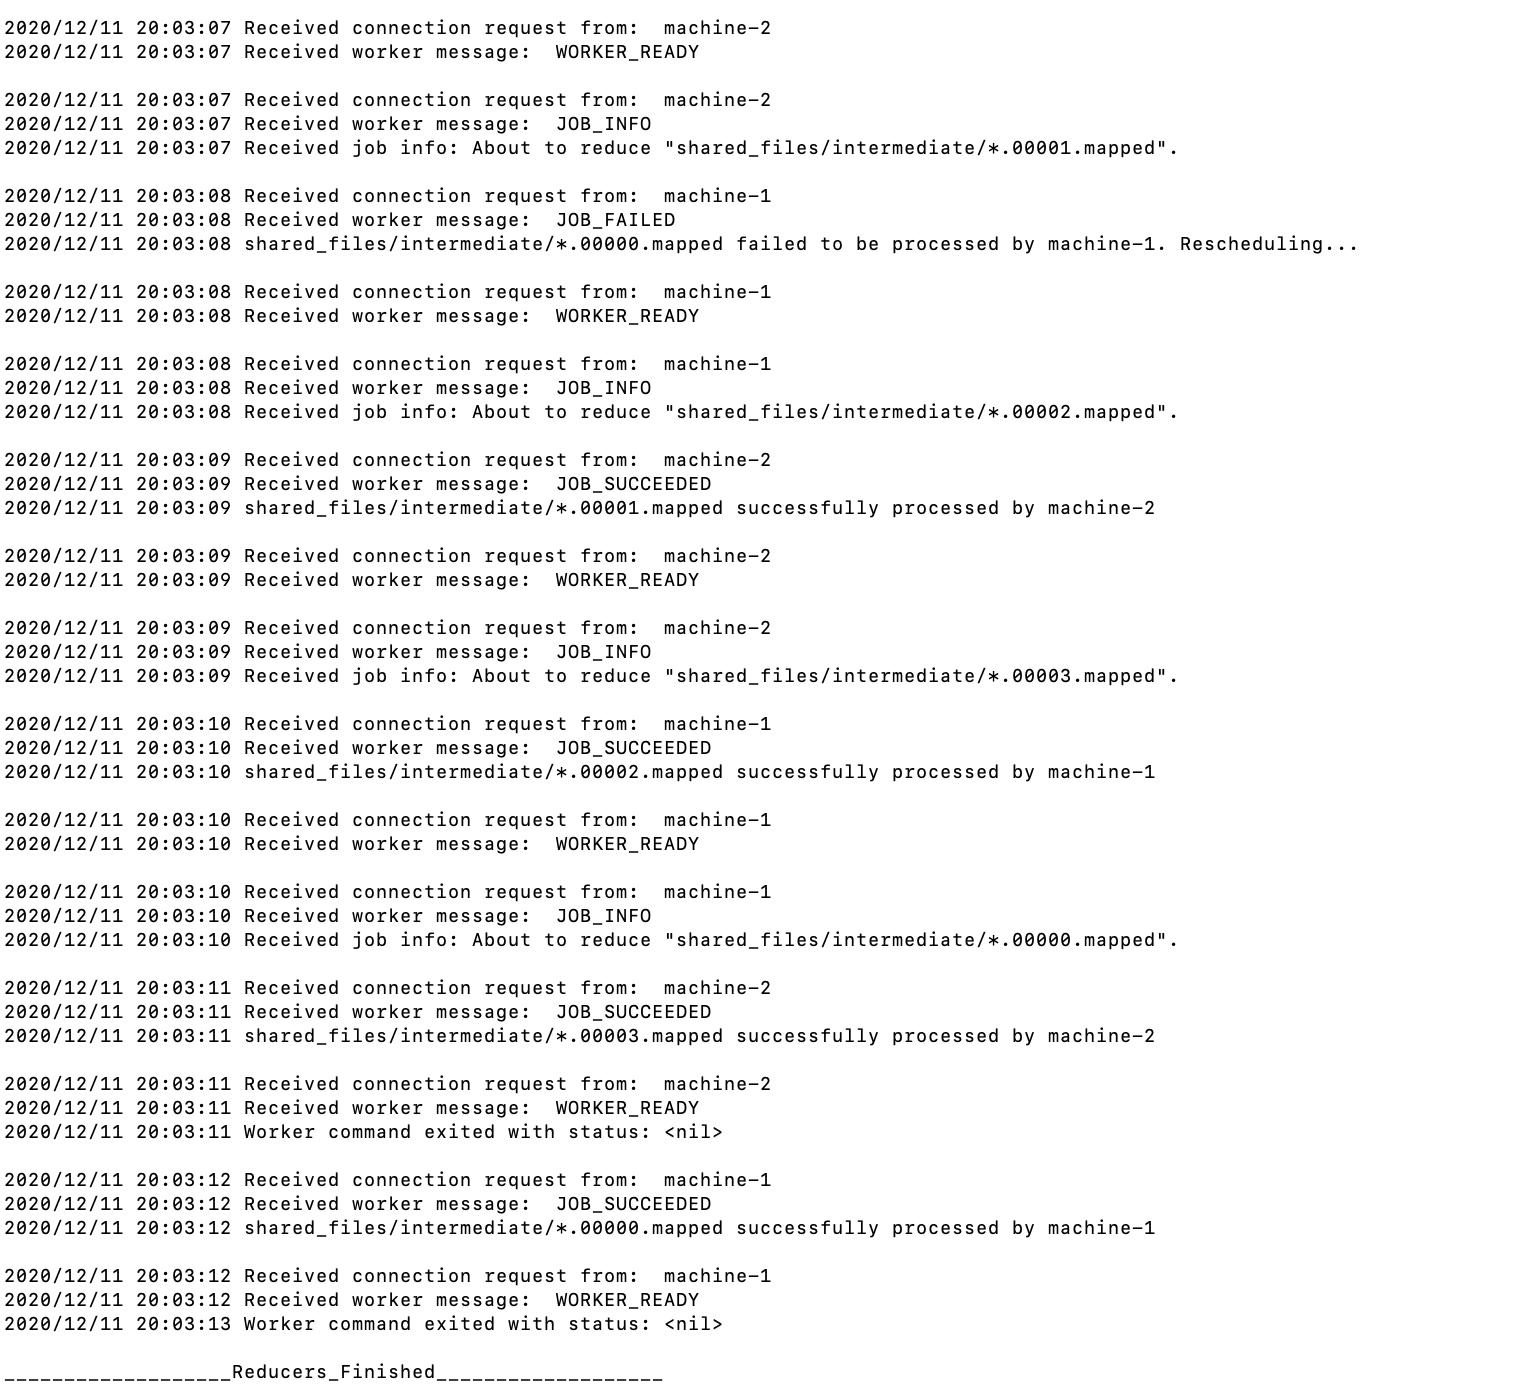 2020/12/11 20:03:07 Received connection request from:  machine-2
2020/12/11 20:03:07 Received worker message:  WORKER_READY

2020/12/11 20:03:07 Received connection request from:  machine-2
2020/12/11 20:03:07 Received worker message:  JOB_INFO
2020/12/11 20:03:07 Received job info: About to reduce "shared_files/intermediate/*.00001.mapped".

2020/12/11 20:03:08 Received connection request from:  machine-1
2020/12/11 20:03:08 Received worker message:  JOB_FAILED
2020/12/11 20:03:08 shared_files/intermediate/*.00000.mapped failed to be processed by machine-1. Rescheduling...

2020/12/11 20:03:08 Received connection request from:  machine-1
2020/12/11 20:03:08 Received worker message:  WORKER_READY

2020/12/11 20:03:08 Received connection request from:  machine-1
2020/12/11 20:03:08 Received worker message:  JOB_INFO
2020/12/11 20:03:08 Received job info: About to reduce "shared_files/intermediate/*.00002.mapped".

2020/12/11 20:03:09 Received connection request from:  machine-2
2020/12/11 20:03:09 Received worker message:  JOB_SUCCEEDED
2020/12/11 20:03:09 shared_files/intermediate/*.00001.mapped successfully processed by machine-2

2020/12/11 20:03:09 Received connection request from:  machine-2
2020/12/11 20:03:09 Received worker message:  WORKER_READY

2020/12/11 20:03:09 Received connection request from:  machine-2
2020/12/11 20:03:09 Received worker message:  JOB_INFO
2020/12/11 20:03:09 Received job info: About to reduce "shared_files/intermediate/*.00003.mapped".

2020/12/11 20:03:10 Received connection request from:  machine-1
2020/12/11 20:03:10 Received worker message:  JOB_SUCCEEDED
2020/12/11 20:03:10 shared_files/intermediate/*.00002.mapped successfully processed by machine-1

2020/12/11 20:03:10 Received connection request from:  machine-1
2020/12/11 20:03:10 Received worker message:  WORKER_READY

2020/12/11 20:03:10 Received connection request from:  machine-1
2020/12/11 20:03:10 Received worker message:  JOB_INFO
2020/12/11 20:03:10 Received job info: About to reduce "shared_files/intermediate/*.00000.mapped".

2020/12/11 20:03:11 Received connection request from:  machine-2
2020/12/11 20:03:11 Received worker message:  JOB_SUCCEEDED
2020/12/11 20:03:11 shared_files/intermediate/*.00003.mapped successfully processed by machine-2

2020/12/11 20:03:11 Received connection request from:  machine-2
2020/12/11 20:03:11 Received worker message:  WORKER_READY
2020/12/11 20:03:11 Worker command exited with status: <nil>

2020/12/11 20:03:12 Received connection request from:  machine-1
2020/12/11 20:03:12 Received worker message:  JOB_SUCCEEDED
2020/12/11 20:03:12 shared_files/intermediate/*.00000.mapped successfully processed by machine-1

2020/12/11 20:03:12 Received connection request from:  machine-1
2020/12/11 20:03:12 Received worker message:  WORKER_READY
2020/12/11 20:03:13 Worker command exited with status: <nil>

___________________Reducers_Finished___________________